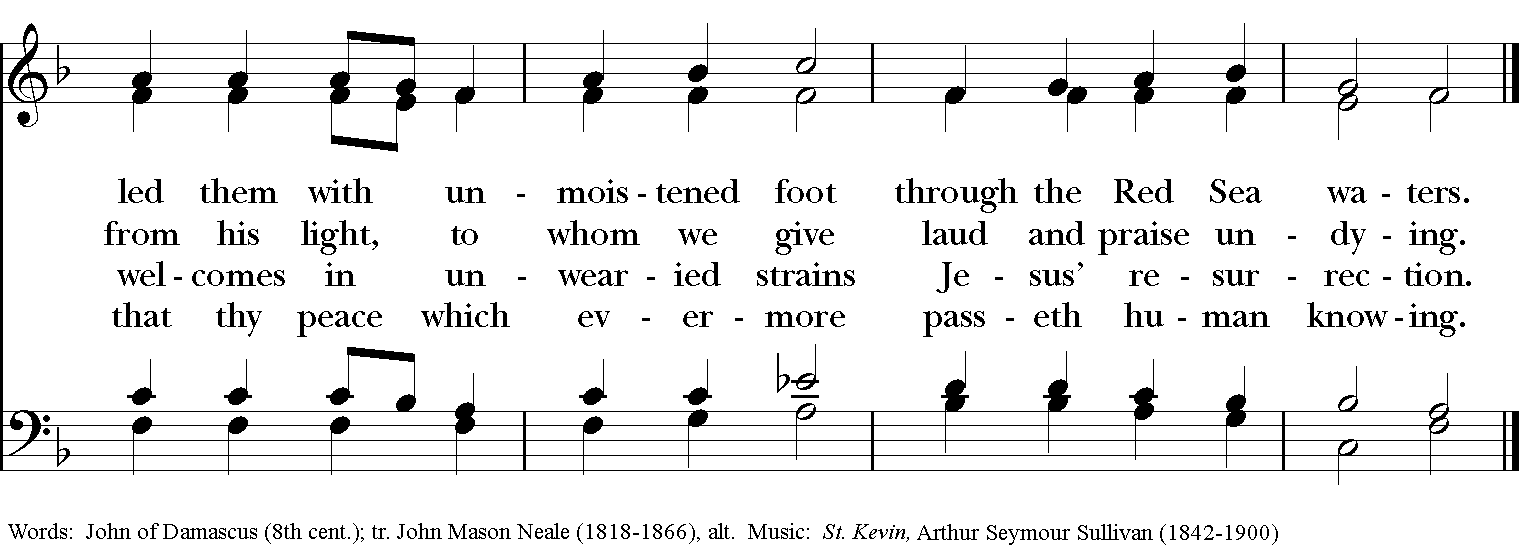 led them with un - mois - tened foot through the Red Sea wa - ters.
from his light, to whom we give laud and praise un - dy - ing.
wel - comes in un - wear - ied strains Je - sus’ re - sur - rec - tion.
that thy peace which ev - er - more pass - eth hu - man know - ing.
Words: John of Damascus (8th cent.); tr. John Mason Neale (1818-1866), alt. Music: St. Kevin, Arthur Seymour Sullivan (1842-1900)